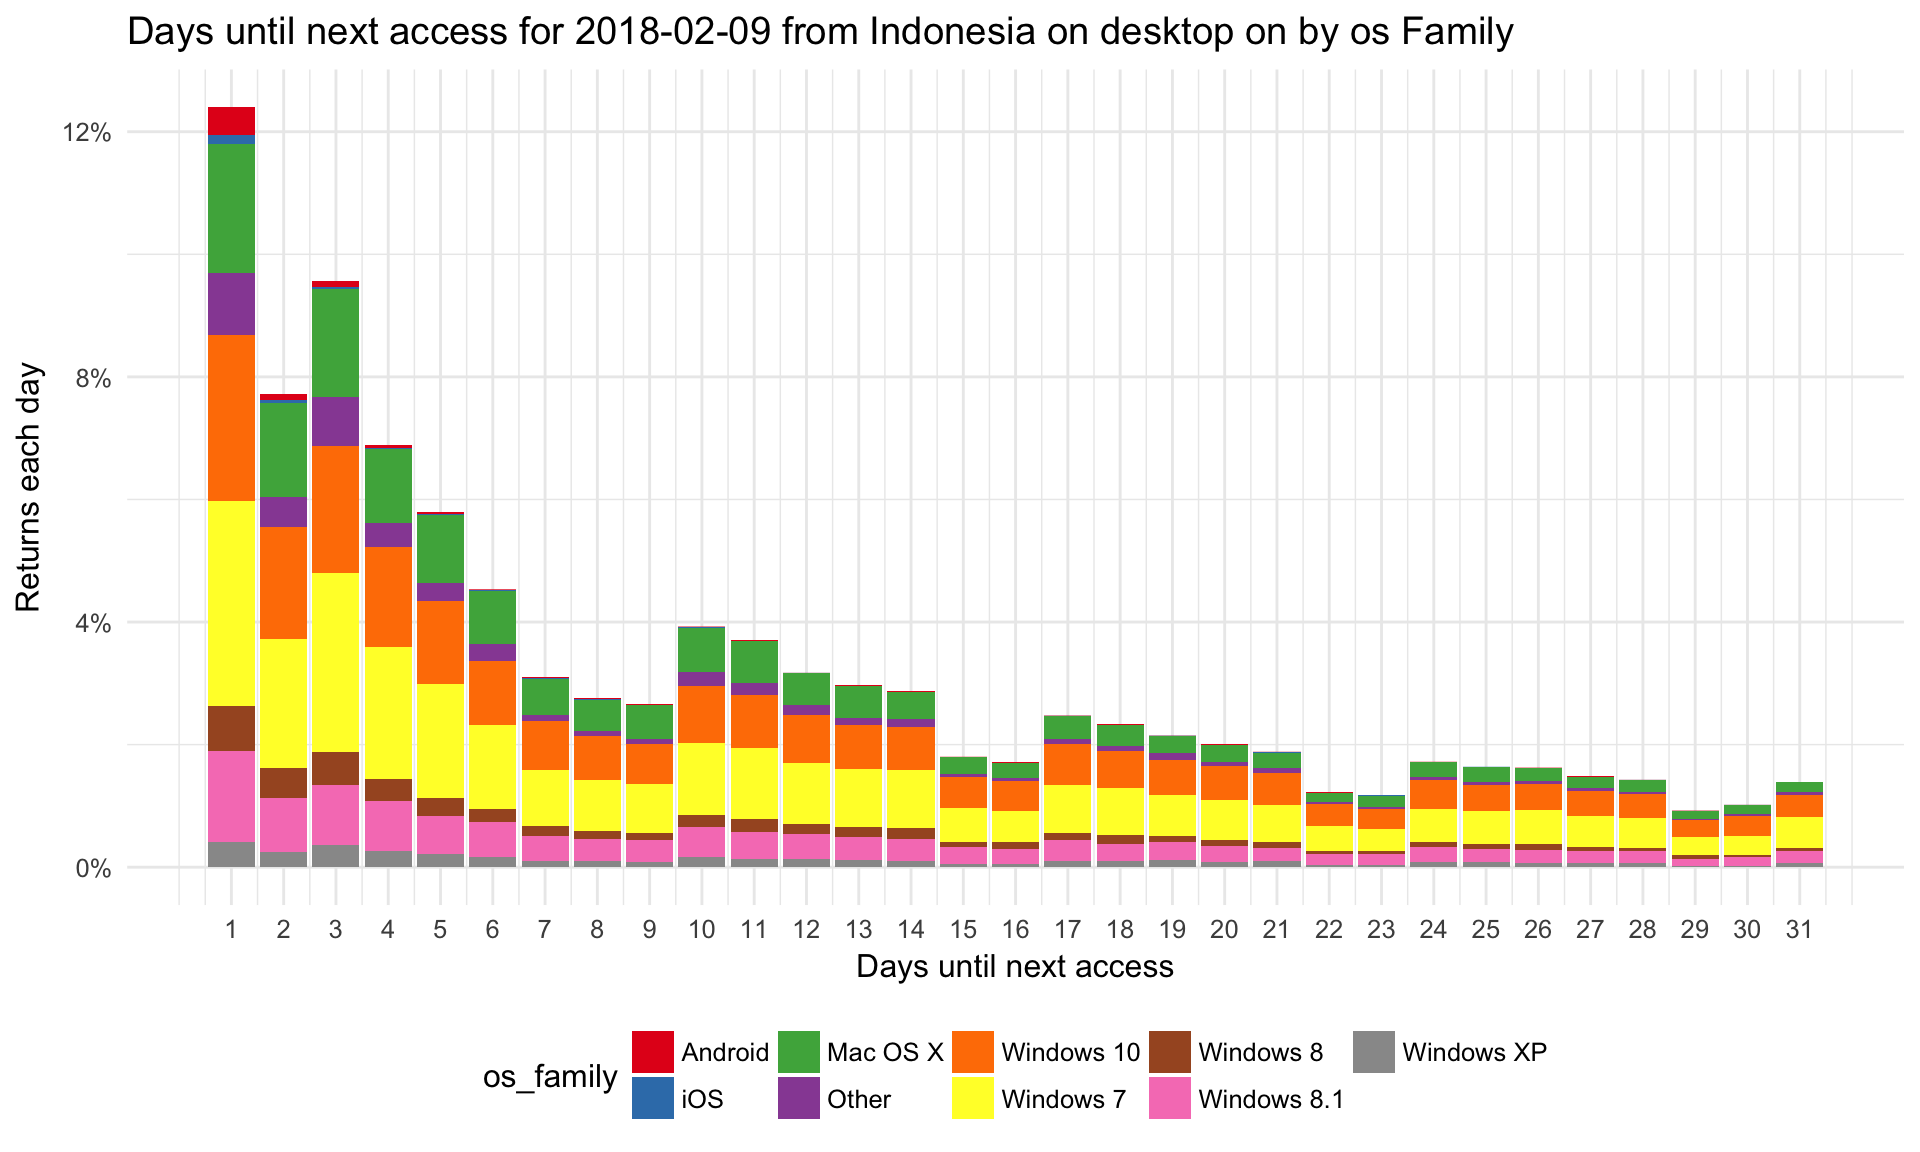 Days until next access for 2018-02-09 from Indonesia on desktop on by os Family
12%
8%
4%
0%
Returns each day
1 2 3 4 5 6 7 8 9 10 11 12 13 14 15 16 17 18 19 20 21 22 23 24 25 26 27 28 29 30 31
Days until next access
os_family
Android Mac OS X Windows 10 Windows 8 Windows XP
iOS Other Windows 7 Windows 8.1